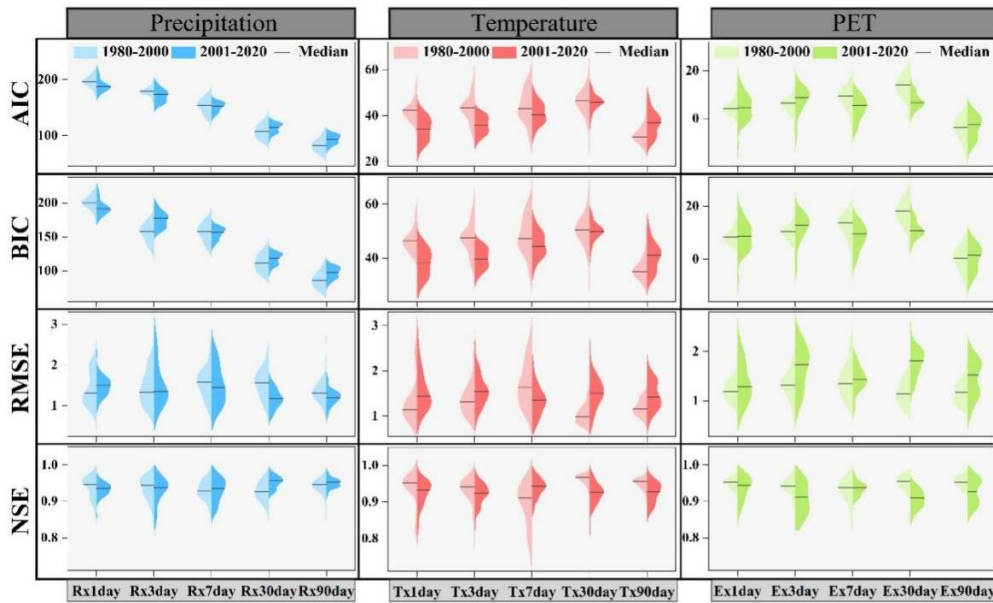 Precipitation Temperature PET
AIC
1980-2000 2001-2020 Median
200
100
1980-2000 2001-2020 Median
60
40
20
1980-2000 2001-2020 Median
20
0
BIC
200
150
100
60
40
20
0
RMSE
3
2
1
3
2
1
2
1
NSE
1.0
0.9
0.8
1.0
0.9
0.8
1.0
0.9
0.8
Rx1day Rx3day Rx7day Rx30day Rx90day
Tx1day Tx3day Tx7day Tx30day Tx90day
Ex1day Ex3day Ex7day Ex30day Ex90day